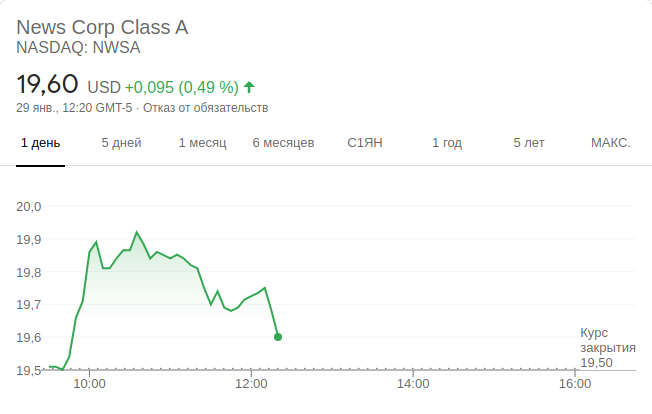 News Corp Class A
NASDAQ: NWSA
19,60 USD +0,095 (0,49 %)
29 янв., 12:20 GMT-5 · Отказ от обязательств
1 день 5 дней 1 месяц 6 месяцев С1ЯН 1 год 5 лет МАКС.
20,0
19,9
19,8
19,7
19,6
19,5
Курс
закрытия
19,50
10:00 12:00 14:00 16:00